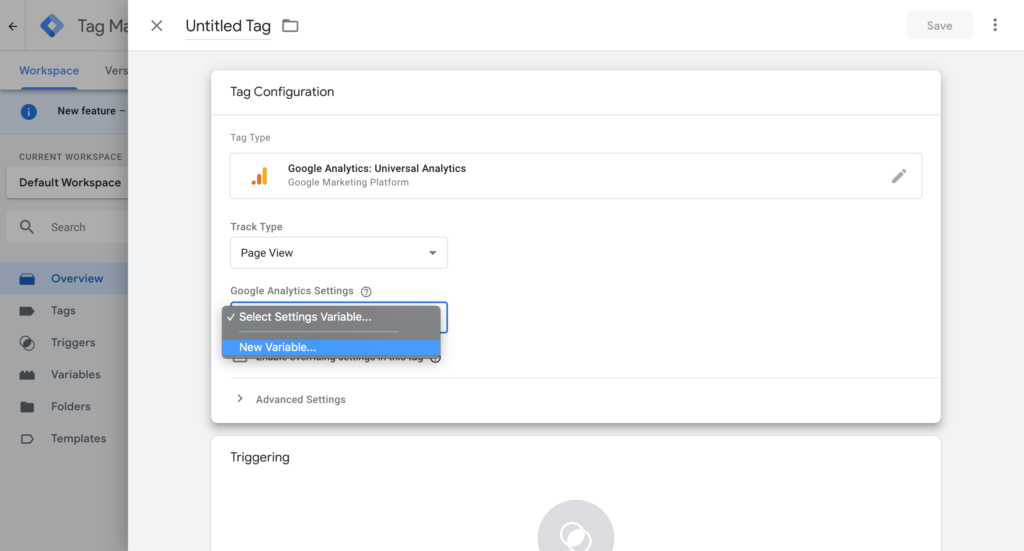 Tag Ma
Untitled Tag
Save
Workspace
Vers
New feature –
CURRENT WORKSPACE
Default Workspace
Search
Overview
Tags
Triggers
Variables
Folders
Templates
Tag Configuration
Tag Type
Google Analytics: Universal Analytics
Google Marketing Platform
Track Type
Page View
Google Analytics Settings
Select Settings Variable...
New Variable...
Enable overriding settings in this tag
Advanced Settings
Triggering